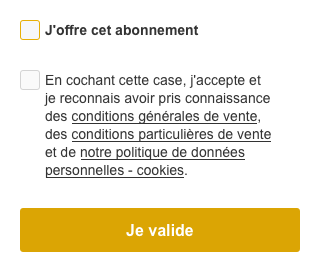 J'offre cet abonnement
En cochant cette case, j'accepte et
je reconnais avoir pris connaissance
des conditions générales de vente,
des conditions particulières de vente
et de notre politique de données
personnelles - cookies.
Je valide